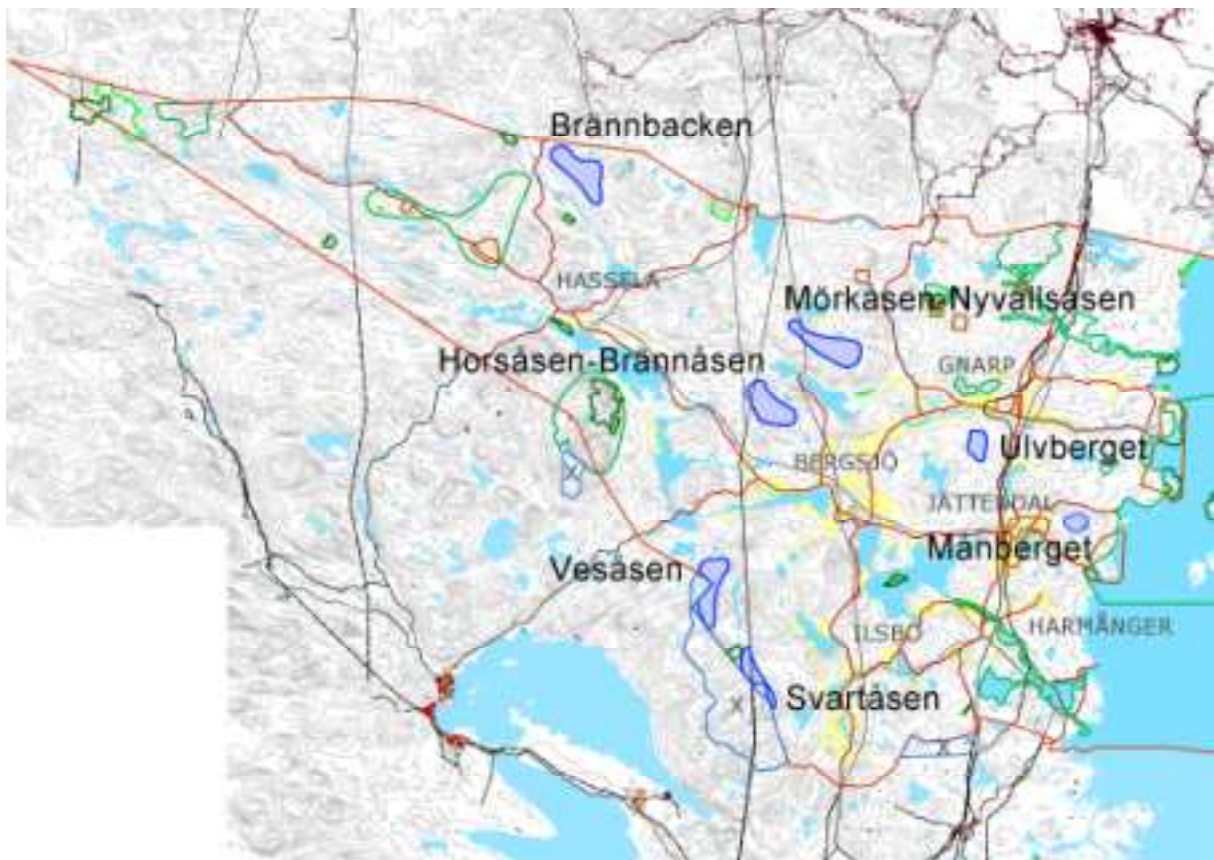 Brännbacken
HASSELA
Mörkåsen-Nyvallsåsen
Horsåsen-Brännåsen
GNARP
Ulvberget
BERGSJÖ
JÄTTENDAL
Månberget
Vesåsen
ILSBO
HARMÅNGER
Svartåsen
X